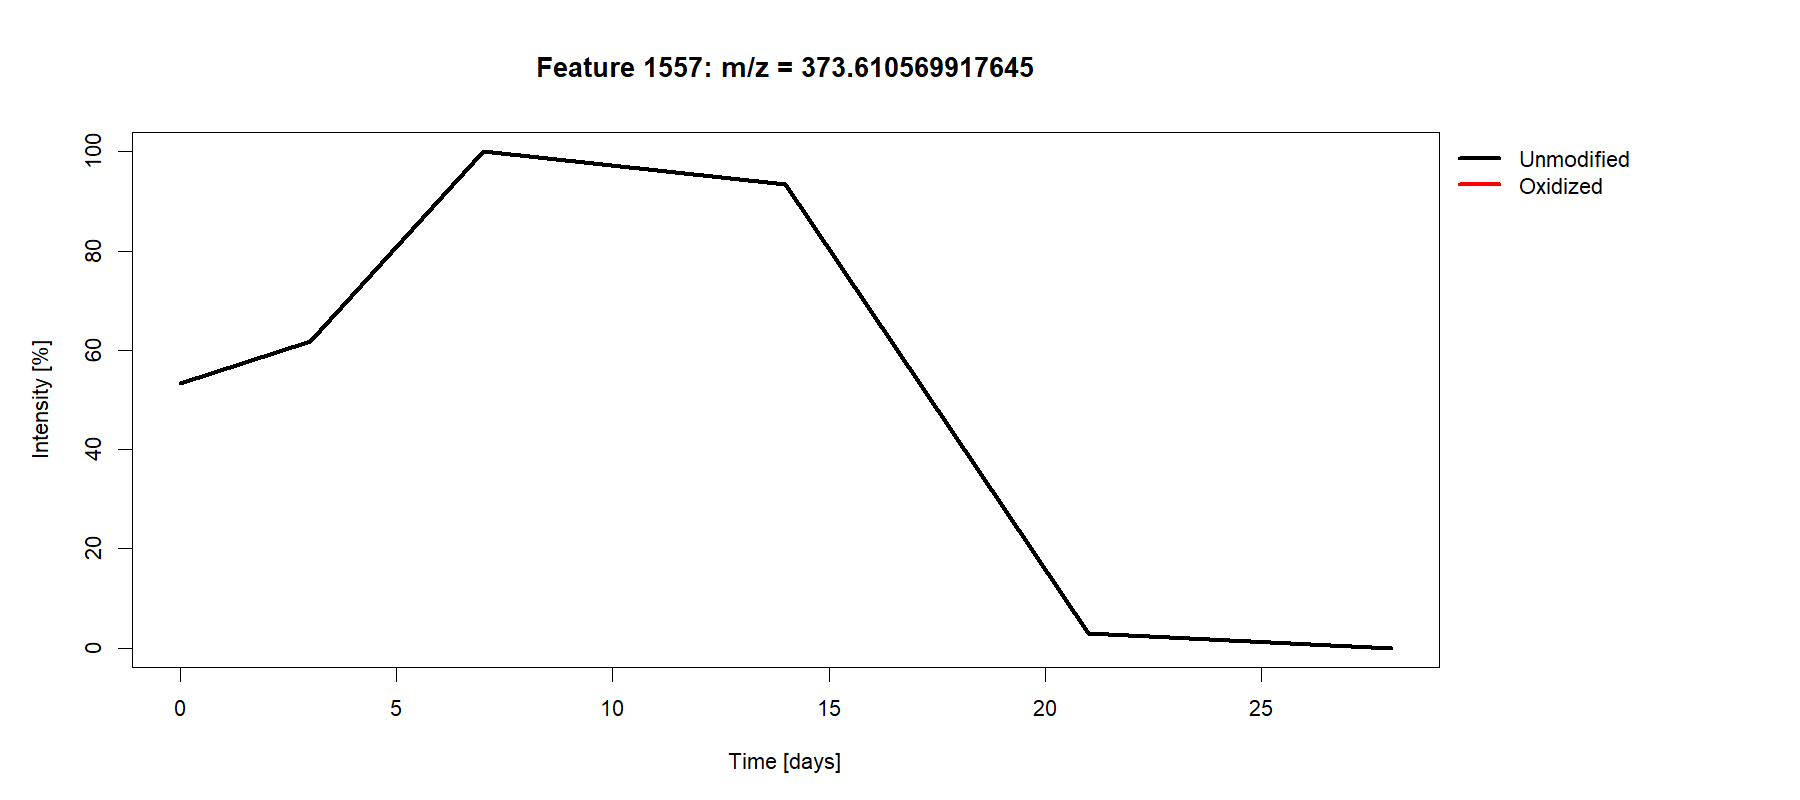 Feature 1557: m/z = 373.610569917645
Unmodified
Oxidized
Intensity [%]
100
80
60
40
20
0
0 5 10 15 20 25
Time [days]